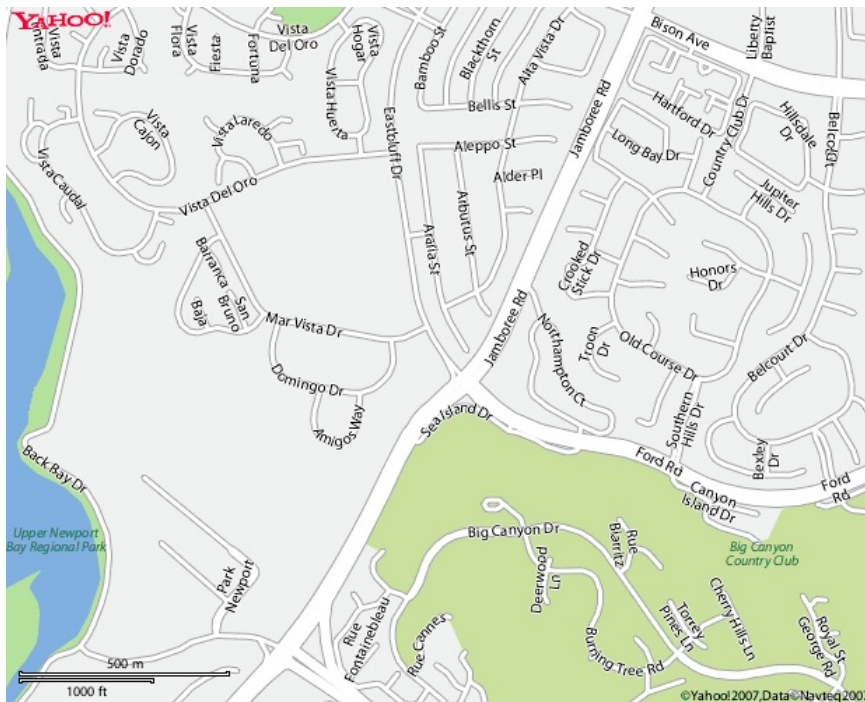 YAHOO!
Entrada
Vista
Vista
Dorado
Vista
Flora
Fiesta
Fortuna
Vista
Del Oro
Vista
Hogar
Vista Huerta
Eastbluff Dr
Bamboo St
Blackthorn
St
Alta Vista Dr
Bellis St
Jamboree Rd
Bison Ave
Liberty
Baptist
Hartford Dr
Country Club Dr
Hillsdale
Dr
Belcourt
Long Bay Dr
Vista
Cajon
Vista Laredo
Vista Caudal
Vista Del Oro
Aleppo St
Alder Pl
Arbutus St
Aralia St
Jupiter
Hills Dr
Crooked
Stick Dr
Honors
Dr
Barranca
San
Bruno
Baja
Mar Vista Dr
Jamboree Rd
Northampton Ct
Troon
Dr
Old Course Dr
Belcourt Dr
Domingo Dr
Amigos Way
Sea Island Dr
Southern
Hills Dr
Bexley
Dr
Ford Rd
Ford
Rd
Canyon
Island Dr
Back Bay Dr
Upper Newport
Bay Regional Park
Park
Newport
Big Canyon Dr
Rue
Biarritz
Deerwood
Ln
Big Canyon
Country Club
Rue
Fontainebleau
Rue Cannes
Burning Tree Rd
Torrey
Pines Ln
Cherry Hills Ln
Royal St
George Rd
500 m
1000 ft
©Yahoo!2007,Data©Navteq2007